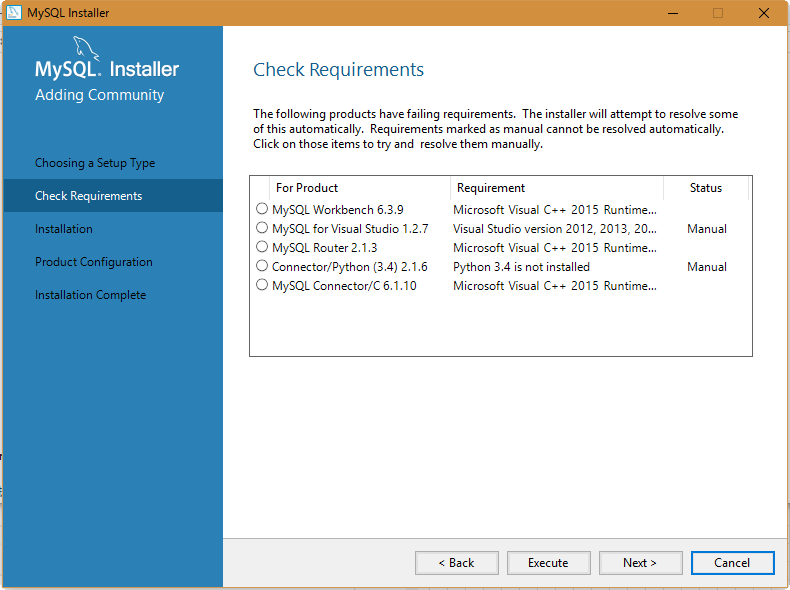 MySQL Installer
MySQL. Installer
Adding Community
Choosing a Setup Type
Check Requirements
Installation
Product Configuration
Installation Complete
Check Requirements
The following products have failing requirements.  The installer will attempt to resolve some
of this automatically.  Requirements marked as manual cannot be resolved automatically.
Click on those items to try and  resolve them manually.
For Product Requirement Status
MySQL Workbench 6.3.9 Microsoft Visual C++ 2015 Runtime...
MySQL for Visual Studio 1.2.7 Visual Studio version 2012, 2013, 20... Manual
MySQL Router 2.1.3 Microsoft Visual C++ 2015 Runtime...
Connector/Python (3.4) 2.1.6 Python 3.4 is not installed Manual
MySQL Connector/C 6.1.10 Microsoft Visual C++ 2015 Runtime...
< Back Execute Next > Cancel